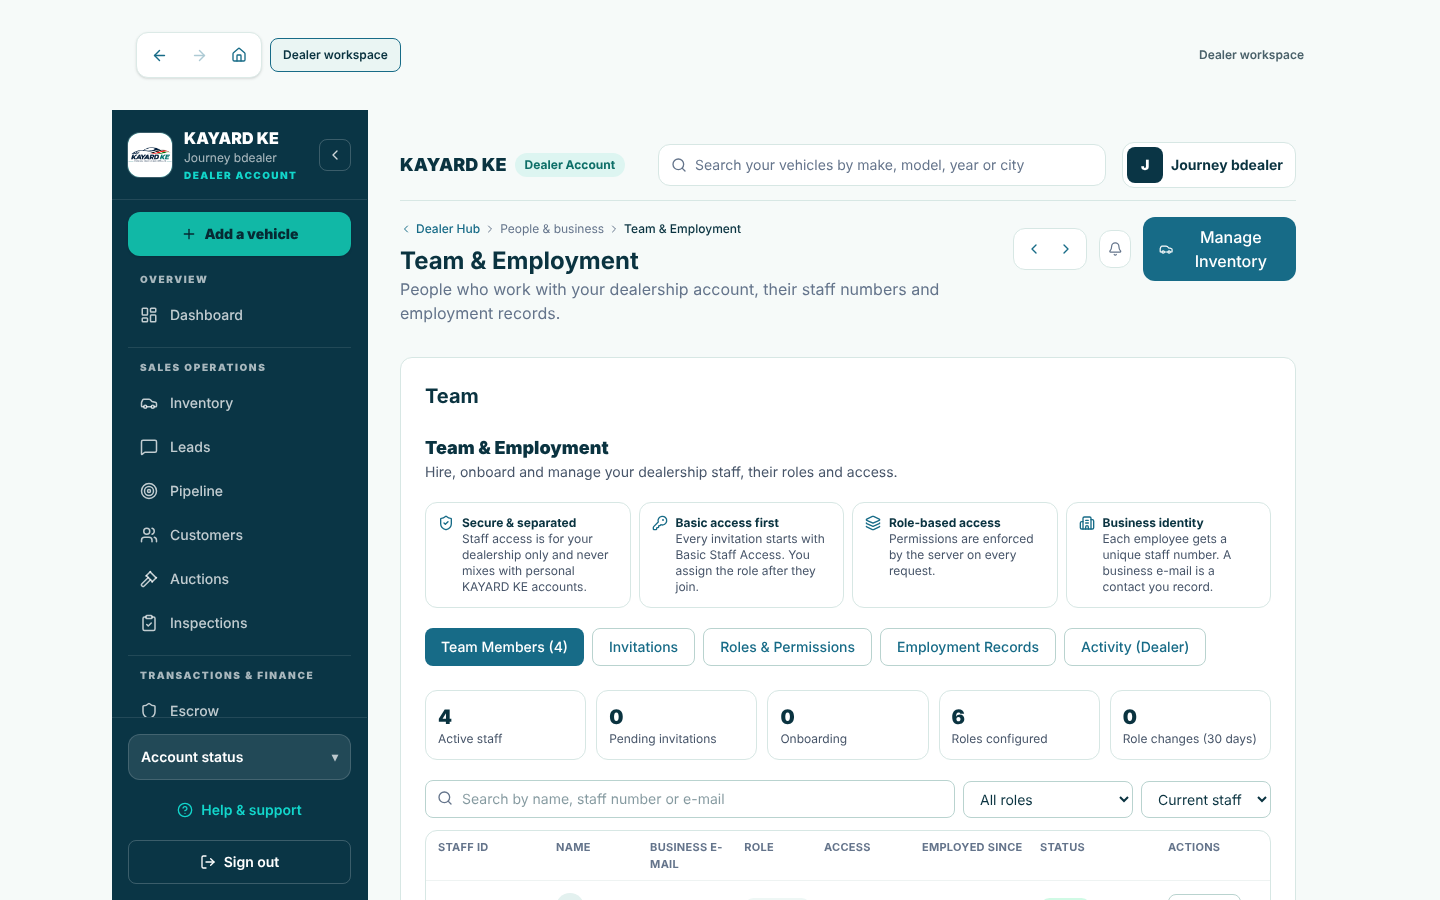 Dealer workspace
Dealer workspace
KAYARD KE
KAYARD KE
Journey bdealer
DEALER ACCOUNT
Add a vehicle
OVERVIEW
Dashboard
SALES OPERATIONS
Inventory
Leads
Pipeline
Customers
Auctions
Inspections
TRANSACTIONS & FINANCE
Escrow
Account status
Help & support
Sign out
KAYARD KE
Dealer Account
Search your vehicles by make, model, year or city
J
Journey bdealer
Dealer Hub
People & business
Team & Employment
Team & Employment
People who work with your dealership account, their staff numbers and
employment records.
Manage
Inventory
Team
Team & Employment
Hire, onboard and manage your dealership staff, their roles and access.
Secure & separated
Staff access is for your
dealership only and never
mixes with personal
KAYARD KE accounts.
Basic access first
Every invitation starts with
Basic Staff Access. You
assign the role after they
join.
Role-based access
Permissions are enforced
by the server on every
request.
Business identity
Each employee gets a
unique staff number. A
business e-mail is a
contact you record.
Team Members (4)
Invitations
Roles & Permissions
Employment Records
Activity (Dealer)
4
Active staff
0
Pending invitations
0
Onboarding
6
Roles configured
0
Role changes (30 days)
Search by name, staff number or e-mail
All roles
Current staff
STAFF ID
NAME
BUSINESS E-
MAIL
ROLE
ACCESS
EMPLOYED SINCE
STATUS
ACTIONS